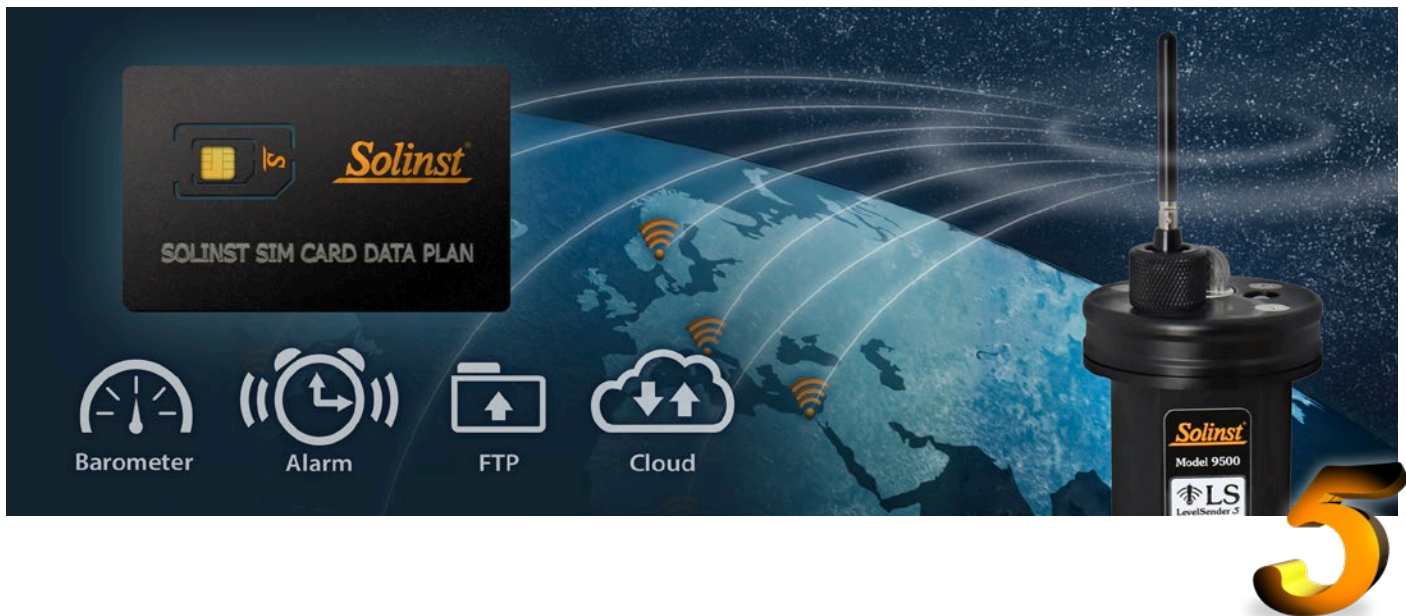 Solinst
SOLINST SIM CARD DATA PLAN
Barometer
Alarm
FTP
Cloud
Solinst
Model 9500
LS
LevelSender 5
5